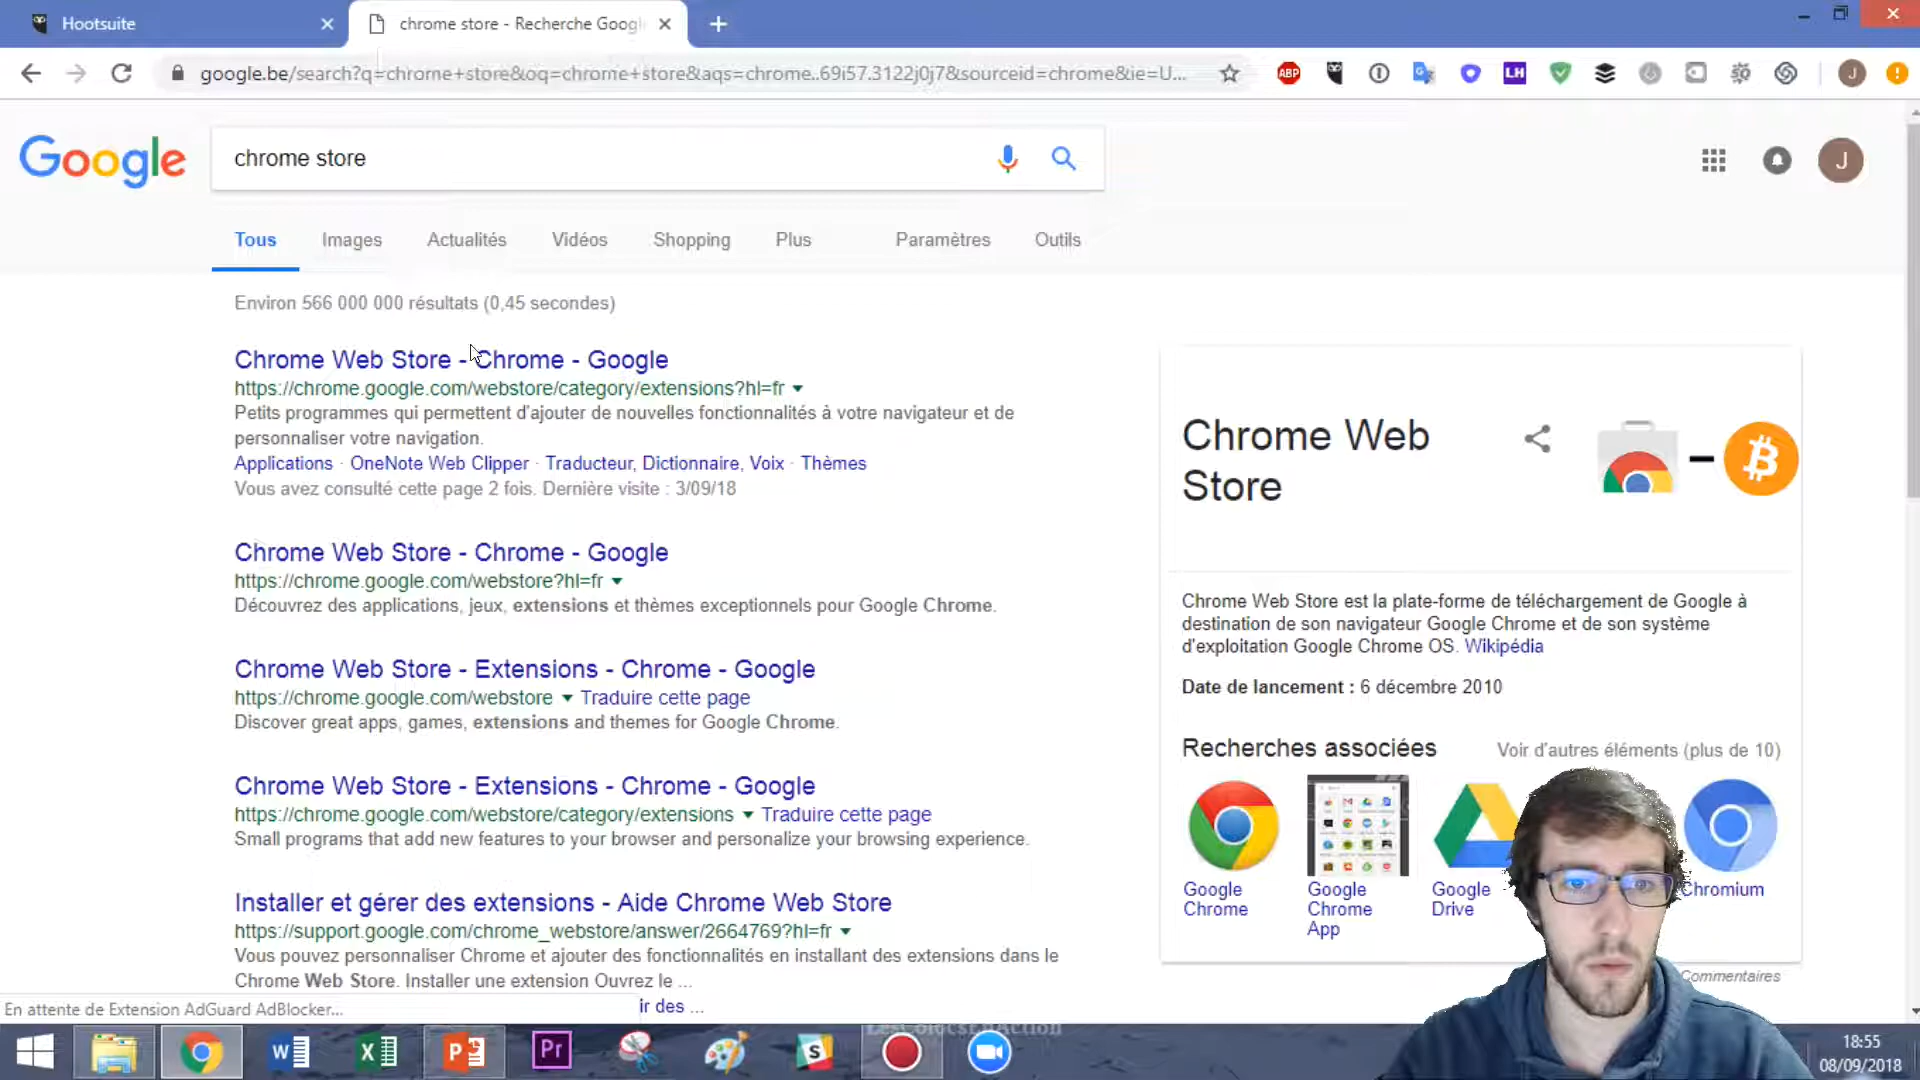 Hootsuite
chrome store - Recherche Googl
google.be/search?q=chrome+store&oq=chrome+store&aqs=chrome..69i57.3122j0j7&sourceid=chrome&ie=U...
ABP
LH
J
Google
chrome store
J
Tous
Images
Actualités
Vidéos
Shopping
Plus
Paramètres
Outils
Environ 566 000 000 résultats (0,45 secondes)
Chrome Web Store - Chrome - Google
https://chrome.google.com/webstore/category/extensions?hl=fr
Petits programmes qui permettent d'ajouter de nouvelles fonctionnalités à votre navigateur et de
personnaliser votre navigation.
Applications · OneNote Web Clipper · Traducteur, Dictionnaire, Voix · Thèmes
Vous avez consulté cette page 2 fois. Dernière visite : 3/09/18
Chrome Web Store - Chrome - Google
https://chrome.google.com/webstore?hl=fr
Découvrez des applications, jeux, extensions et thèmes exceptionnels pour Google Chrome.
Chrome Web Store - Extensions - Chrome - Google
https://chrome.google.com/webstore Traduire cette page
Discover great apps, games, extensions and themes for Google Chrome.
Chrome Web Store - Extensions - Chrome - Google
https://chrome.google.com/webstore/category/extensions Traduire cette page
Small programs that add new features to your browser and personalize your browsing experience.
Installer et gérer des extensions - Aide Chrome Web Store
https://support.google.com/chrome_webstore/answer/2664769?hl=fr
Vous pouvez personnaliser Chrome et ajouter des fonctionnalités en installant des extensions dans le
Chrome Web Store. Installer une extension Ouvrez le ...
ir des ...
En attente de Extension AdGuard AdBlocker...
Chrome Web
Store
Chrome Web Store est la plate-forme de téléchargement de Google à
destination de son navigateur Google Chrome et de son système
d'exploitation Google Chrome OS. Wikipédia
Date de lancement : 6 décembre 2010
Recherches associées
Voir d'autres éléments (plus de 10)
Google
Chrome
Google
Chrome
App
Google
Drive
Chromium
Commentaires
LesColocsEnAction
Pr
S
18:55
08/09/2018